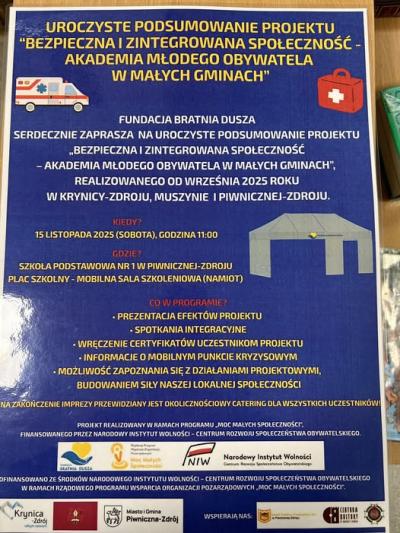 UROCZYSTE PODSUMOWANIE PROJEKTU
"BEZPIECZNA I ZINTEGROWANA SPOŁECZNOŚĆ -
AKADEMIA MŁODEGO OBYWATELA
W MAŁYCH GMINACH"
FUNDACJA BRATNIA DUSZA
SERDECZNIE ZAPRASZA NA UROCZYSTE PODSUMOWANIE PROJEKTU
„BEZPIECZNA I ZINTEGROWANA SPOŁECZNOŚĆ
– AKADEMIA MŁODEGO OBYWATELA W MAŁYCH GMINACH",
REALIZOWANEGO OD WRZEŚNIA 2025 ROKU
W KRYNICY-ZDROJU, MUSZYNIE I PIWNICZNEJ-ZDROJU.
KIEDY?
15 LISTOPADA 2025 (SOBOTA), GODZINA 11:00
GDZIE?
SZKOŁA PODSTAWOWA NR 1 W PIWNICZNEJ-ZDROJU
PLAC SZKOLNY - MOBILNA SALA SZKOLENIOWA (NAMIOT)
CO W PROGRAMIE?
• PREZENTACJA EFEKTÓW PROJEKTU
• SPOTKANIA INTEGRACYJNE
• WRĘCZENIE CERTYFIKATÓW UCZESTNIKOM PROJEKTU
• INFORMACJE O MOBILNYM PUNKCIE KRYZYSOWYM
• MOŻLIWOŚĆ ZAPOZNANIA SIĘ Z DZIAŁANIAMI PROJEKTOWYMI,
BUDOWANIEM SIŁY NASZEJ LOKALNEJ SPOŁECZNOŚCI
NA ZAKOŃCZENIE IMPREZY PRZEWIDZIANY JEST OKOLICZNOŚCIOWY CATERING DLA WSZYSTKICH UCZESTNIKÓW!
PROJEKT REALIZOWANY W RAMACH PROGRAMU „MOC MAŁYCH SPOŁECZNOŚCI",
FINANSOWANEGO PRZEZ NARODOWY INSTYTUT WOLNOŚCI – CENTRUM ROZWOJU SPOŁECZEŃSTWA OBYWATELSKIEGO.
BRATNIA DUSZA
Moc Małych
Społeczności
NIW
Narodowy Instytut Wolności
Centrum Rozwoju Społeczeństwa Obywatelskiego
OFINANSOWANO ZE ŚRODKÓW NARODOWEGO INSTYTUTU WOLNOŚCI – CENTRUM ROZWOJU SPOŁECZEŃSTWA OBYWATELSKIEGO
W RAMACH RZĄDOWEGO PROGRAMU WSPARCIA ORGANIZACJI POZARZĄDOWYCH „MOC MAŁYCH SPOŁECZNOŚCI".
Krynica
-Zdrój
Miasto i Gmina
Piwniczna-Zdrój
WSPIERAJĄ NAS:
CENTRUM
KULTURY